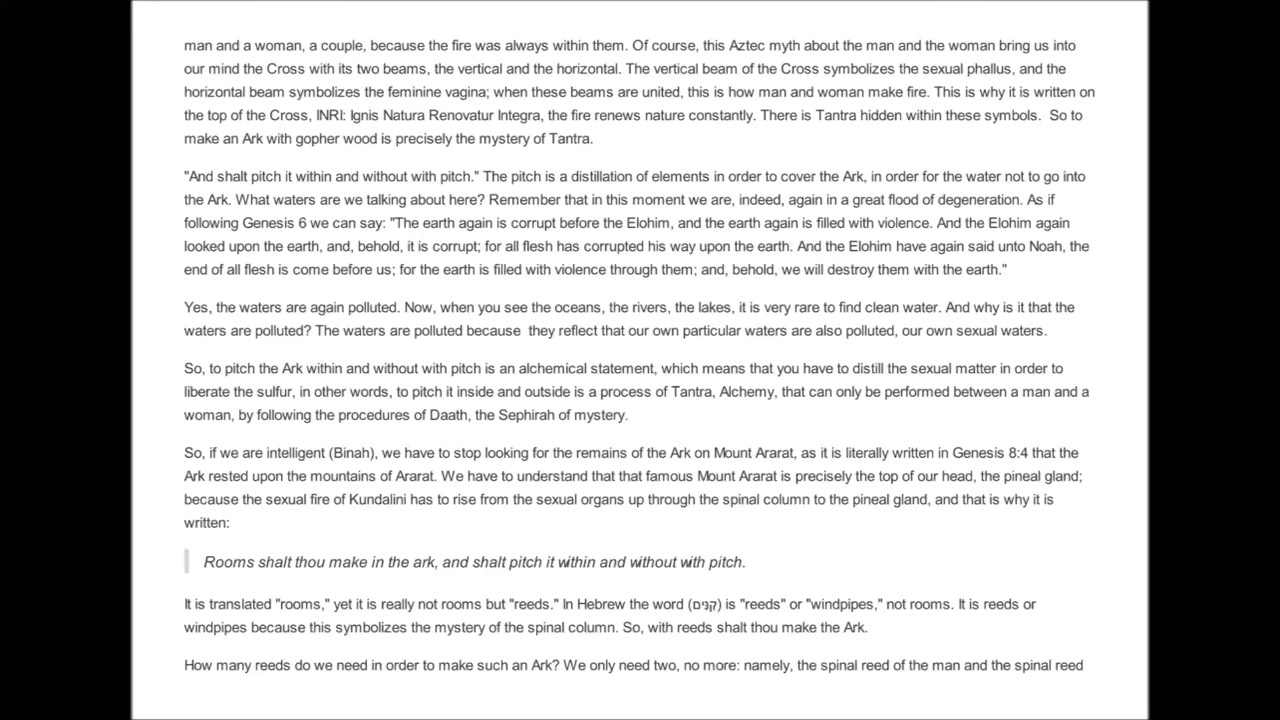 man and a woman, a couple, because the fire was always within them. Of course, this Aztec myth about the man and the woman bring us into
our mind the Cross with its two beams, the vertical and the horizontal. The vertical beam of the Cross symbolizes the sexual phallus, and the
horizontal beam symbolizes the feminine vagina; when these beams are united, this is how man and woman make fire. This is why it is written on
the top of the Cross, INRI: Ignis Natura Renovatur Integra, the fire renews nature constantly. There is Tantra hidden within these symbols.  So to
make an Ark with gopher wood is precisely the mystery of Tantra.
"And shalt pitch it within and without with pitch." The pitch is a distillation of elements in order to cover the Ark, in order for the water not to go into
the Ark. What waters are we talking about here? Remember that in this moment we are, indeed, again in a great flood of degeneration. As if
following Genesis 6 we can say: "The earth again is corrupt before the Elohim, and the earth again is filled with violence. And the Elohim again
looked upon the earth, and, behold, it is corrupt; for all flesh has corrupted his way upon the earth. And the Elohim have again said unto Noah, the
end of all flesh is come before us; for the earth is filled with violence through them; and, behold, we will destroy them with the earth."
Yes, the waters are again polluted. Now, when you see the oceans, the rivers, the lakes, it is very rare to find clean water. And why is it that the
waters are polluted? The waters are polluted because  they reflect that our own particular waters are also polluted, our own sexual waters.
So, to pitch the Ark within and without with pitch is an alchemical statement, which means that you have to distill the sexual matter in order to
liberate the sulfur, in other words, to pitch it inside and outside is a process of Tantra, Alchemy, that can only be performed between a man and a
woman, by following the procedures of Daath, the Sephirah of mystery.
So, if we are intelligent (Binah), we have to stop looking for the remains of the Ark on Mount Ararat, as it is literally written in Genesis 8:4 that the
Ark rested upon the mountains of Ararat. We have to understand that that famous Mount Ararat is precisely the top of our head, the pineal gland;
because the sexual fire of Kundalini has to rise from the sexual organs up through the spinal column to the pineal gland, and that is why it is
written:
Rooms shalt thou make in the ark, and shalt pitch it within and without with pitch.
It is translated "rooms," yet it is really not rooms but "reeds." In Hebrew the word (קנים) is "reeds" or "windpipes," not rooms. It is reeds or
windpipes because this symbolizes the mystery of the spinal column. So, with reeds shalt thou make the Ark.
How many reeds do we need in order to make such an Ark? We only need two, no more: namely, the spinal reed of the man and the spinal reed